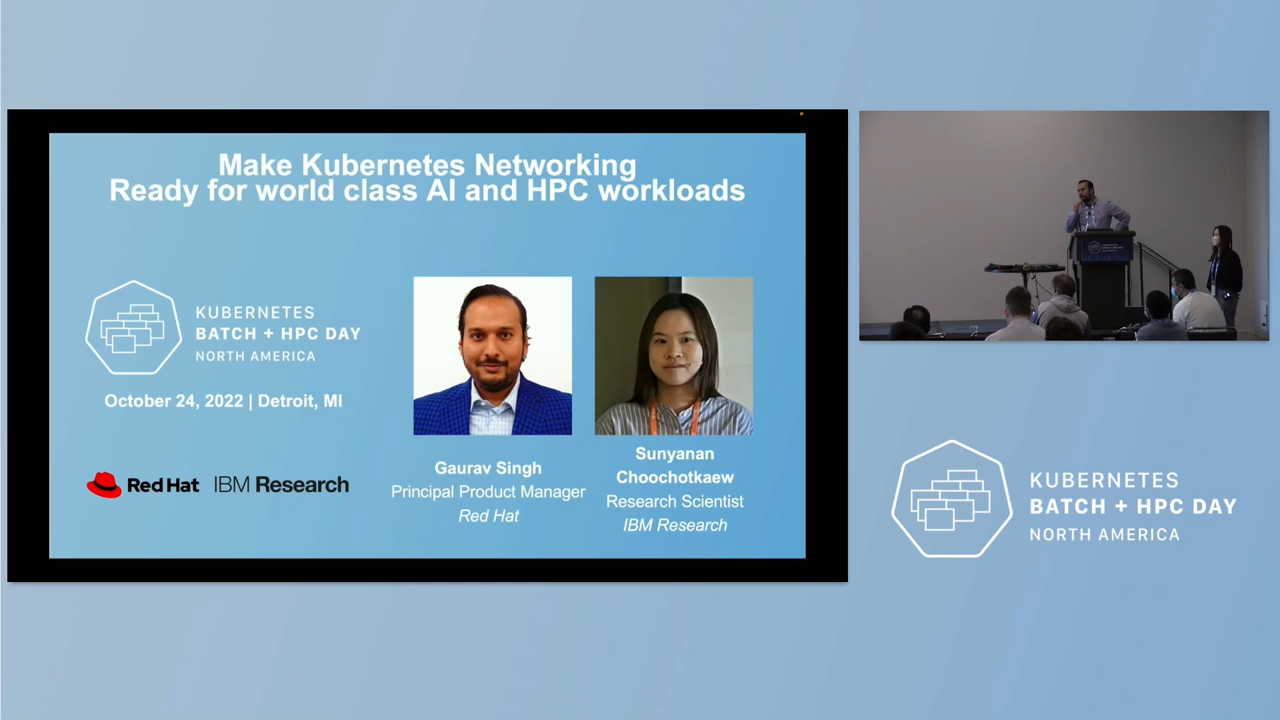 Make Kubernetes Networking
Ready for world class AI and HPC workloads
KUBERNETES
BATCH + HPC DAY
NORTH AMERICA
October 24, 2022 | Detroit, MI
Red Hat
IBM Research
Gaurav Singh
Principal Product Manager
Red Hat
Sunyanan
Choochotkaew
Research Scientist
IBM Research
KUBERNETES
BATCH + HPC DAY
NORTH AMERICA